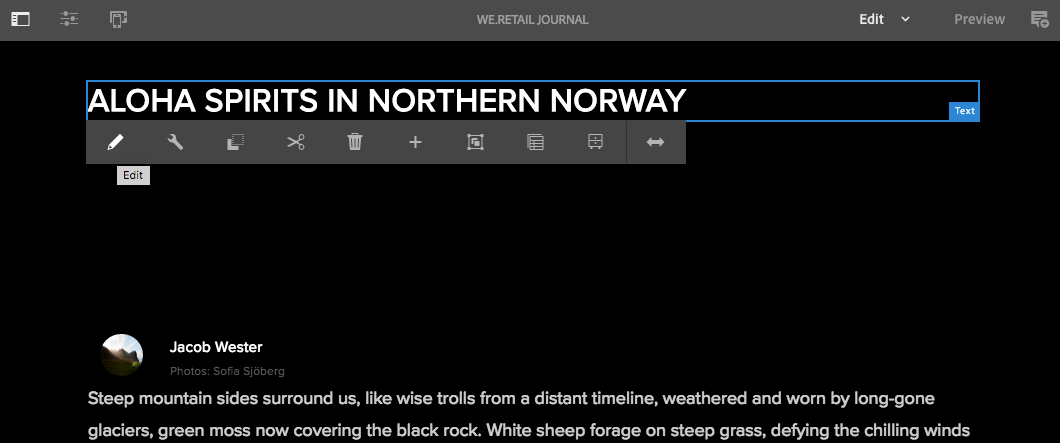 WE.RETAIL JOURNAL
Edit
Preview
ALOHA SPIRITS IN NORTHERN NORWAY
Text
Edit
Jacob Wester
Photos: Sofia Sjöberg
Steep mountain sides surround us, like wise trolls from a distant timeline, weathered and worn by long-gone
glaciers, green moss now covering the black rock. White sheep forage on steep grass, defying the chilling winds